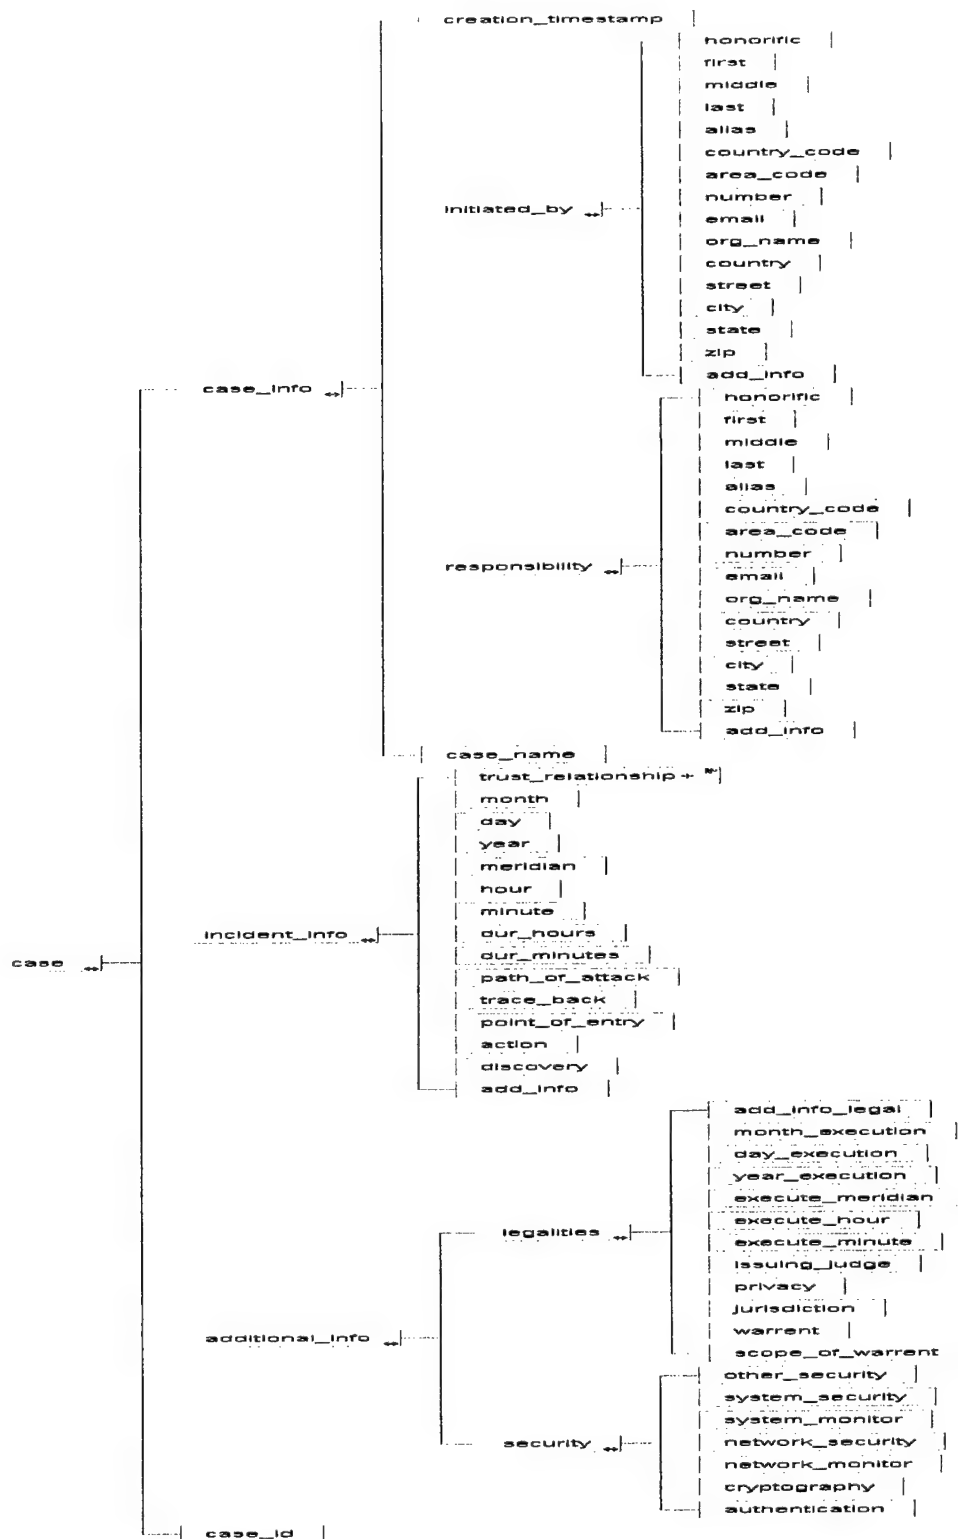 creation_timestamp
honorific
first
middle
last
alias
country_code
area_code
number
initiated_by
email
org_name
country
street
city
state
zip
add_info
case_info
honorific
first
middle
last
alias
country_code
area_code
number
responsibility
email
org_name
country
street
city
state
zip
add_info
case_name
trust_relationship +
month
day
year
meridian
hour
minute
incident_info
dur_hours
dur_minutes
case
path_of_attack
trace_back
point_of_entry
action
discovery
add_info
add_info_legal
month_execution
day_execution
year_execution
execute_meridian
execute_hour
legalities
execute_minute
issuing_judge
privacy
jurisdiction
warrent
additional_info
scope_of_warrent
other_security
system_security
system_monitor
security
network_security
network_monitor
cryptography
authentication
case_id